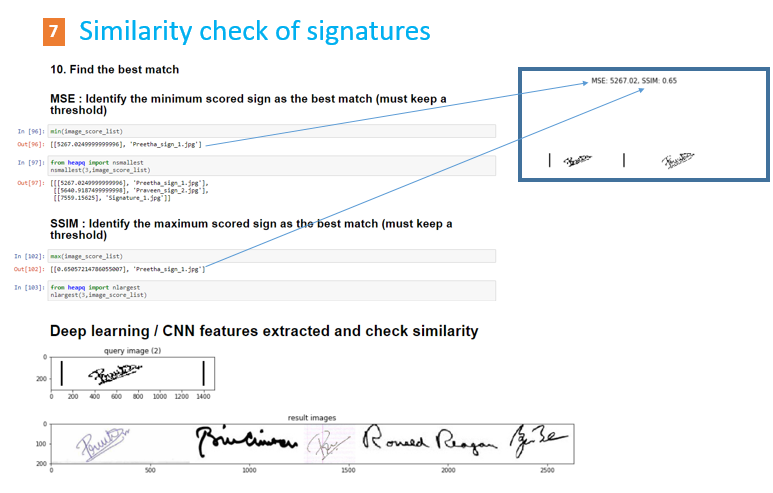 7 Similarity check of signatures
10. Find the best match
MSE : Identify the minimum scored sign as the best match (must keep a
threshold)
MSE: 5267.02, SSIM: 0.65
In [96]: min(image_score_list)
Out[96]: [[5267.0249999999996], 'Preetha_sign_1.jpg']
In [97]: from heapq import nsmallest
nsmallest(3,image_score_list)
Out[97]: [[[5267.0249999999996], 'Preetha_sign_1.jpg'],
[[5640.9187499999998], 'Praveen_sign_2.jpg'],
[[7559.15625], 'Signature_1.jpg']]
SSIM : Identify the maximum scored sign as the best match (must keep a
threshold)
In [102]: max(image_score_list)
Out[102]: [[0.65057214786055007], 'Preetha_sign_1.jpg']
In [103]: from heapq import nlargest
nlargest(3,image_score_list)
Deep learning / CNN features extracted and check similarity
query image (2)
0
200
0 200 400 600 800 1000 1200 1400
result images
0
100
200
Ronald Reagan
0 500 1000 1500 2000 2500